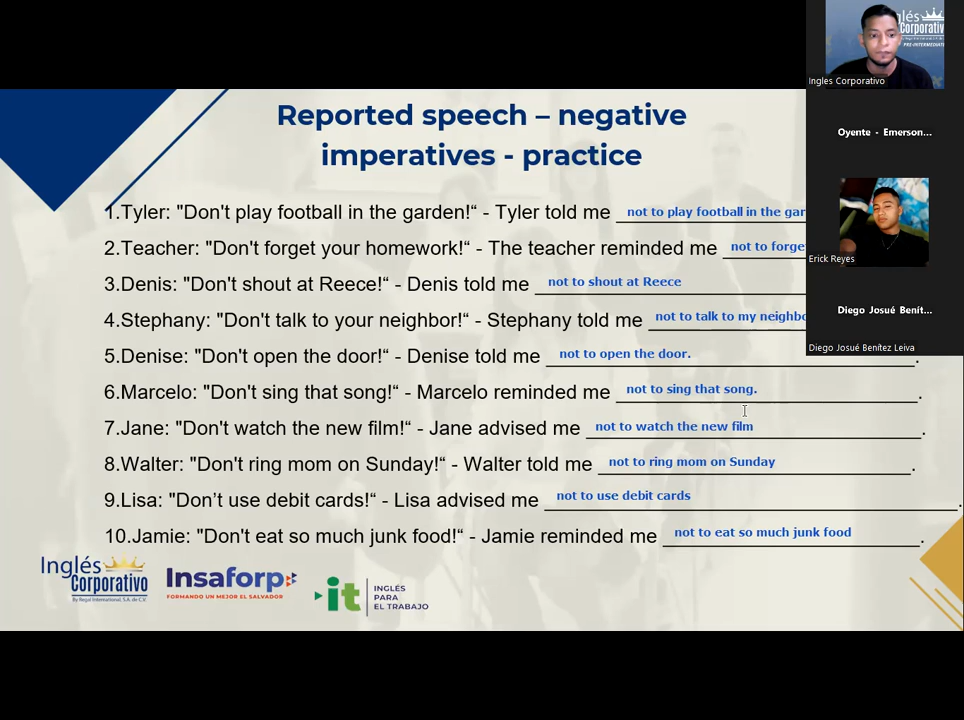 Reported speech – negative
imperatives - practice
1.Tyler: "Don't play football in the garden!“ - Tyler told me not to play football in the gar
2.Teacher: "Don't forget your homework!“ - The teacher reminded me not to forge
3.Denis: "Don't shout at Reece!“ - Denis told me not to shout at Reece
4.Stephany: "Don't talk to your neighbor!“ - Stephany told me not to talk to my neighbo
5.Denise: "Don't open the door!“ - Denise told me not to open the door. .
6.Marcelo: "Don't sing that song!“ - Marcelo reminded me not to sing that song. .
7.Jane: "Don't watch the new film!“ - Jane advised me not to watch the new film .
8.Walter: "Don't ring mom on Sunday!“ - Walter told me not to ring mom on Sunday .
9.Lisa: "Don’t use debit cards!“ - Lisa advised me not to use debit cards .
10.Jamie: "Don't eat so much junk food!“ - Jamie reminded me not to eat so much junk food .
Inglés
Corporativo
By Regal International, S.A. de C.V.
Insaforp
FORMANDO UN MEJOR EL SALVADOR
it
INGLÉS
PARA
EL TRABAJO
glés
Corporativ
PRE-INTERMEDIAT
Ingles Corporativo
Oyente - Emerson...
Erick Reyes
Diego Josué Benít...
Diego Josué Benítez Leiva